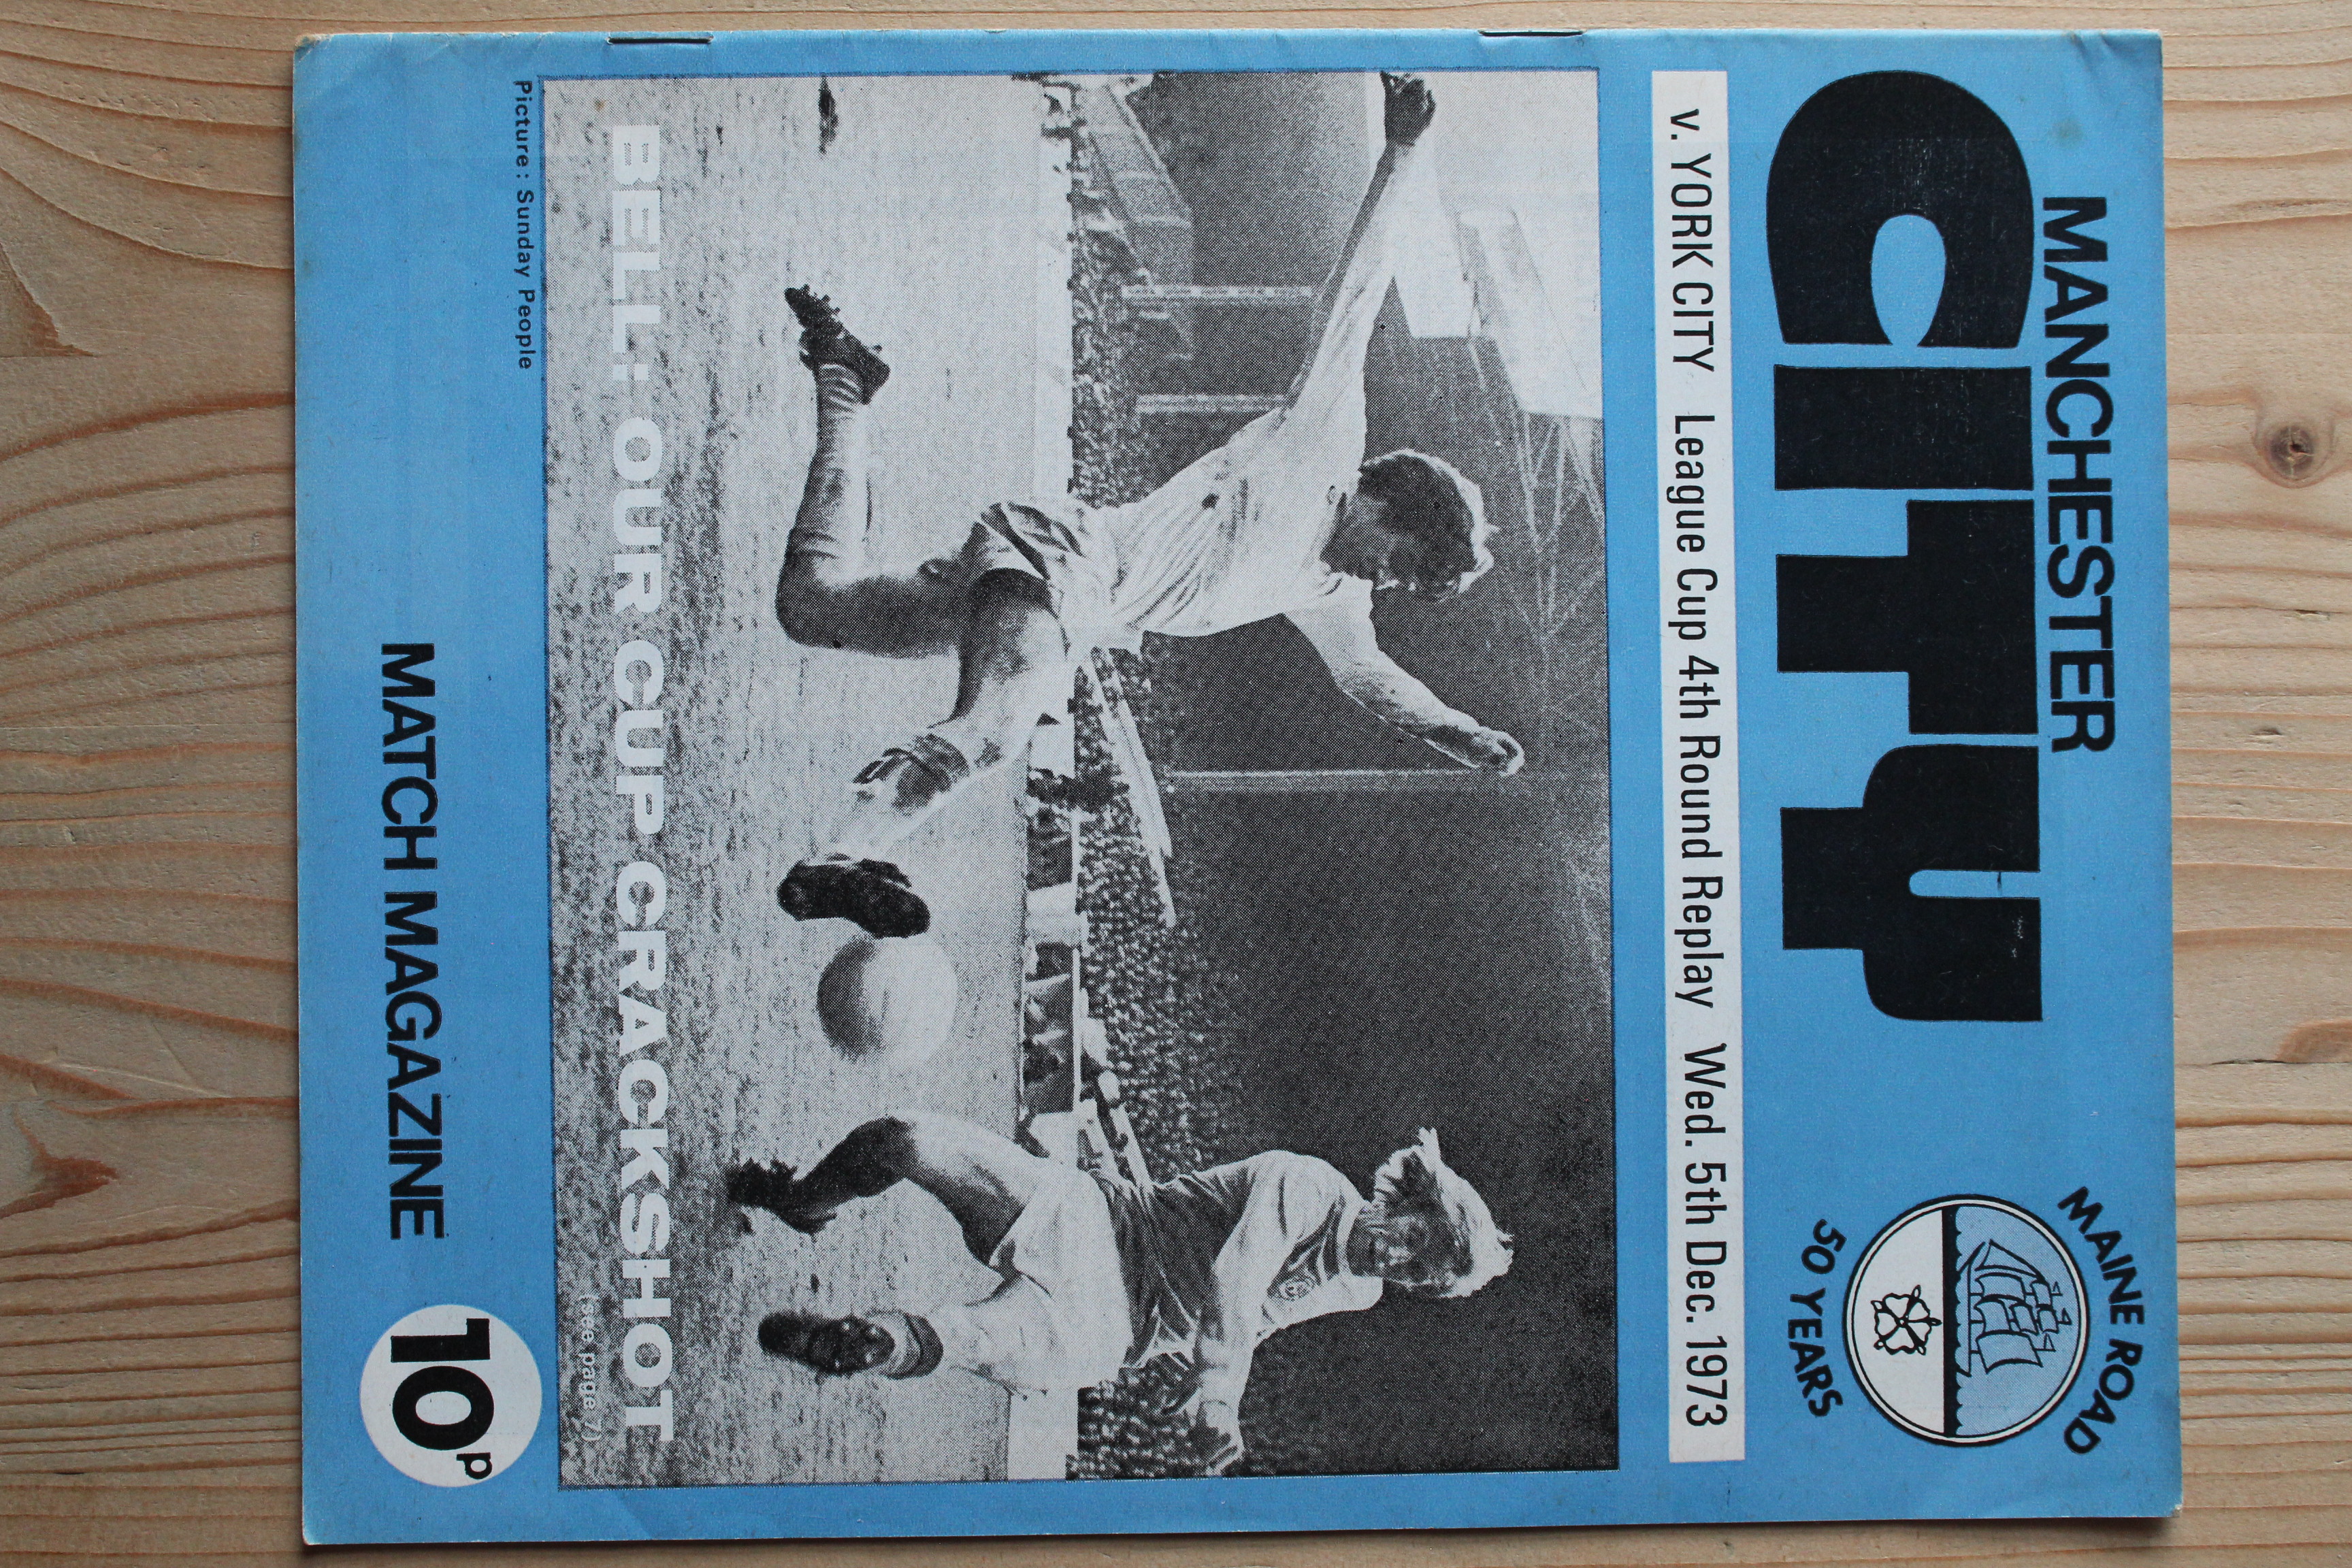 MANCHESTER
CITY
MAINE ROAD
50 YEARS
v. YORK CITY League Cup 4th Round Replay Wed. 5th Dec. 1973
BELL: OUR CUP CRACKSHOT
(see page 7)
Picture: Sunday People
MATCH MAGAZINE
10p